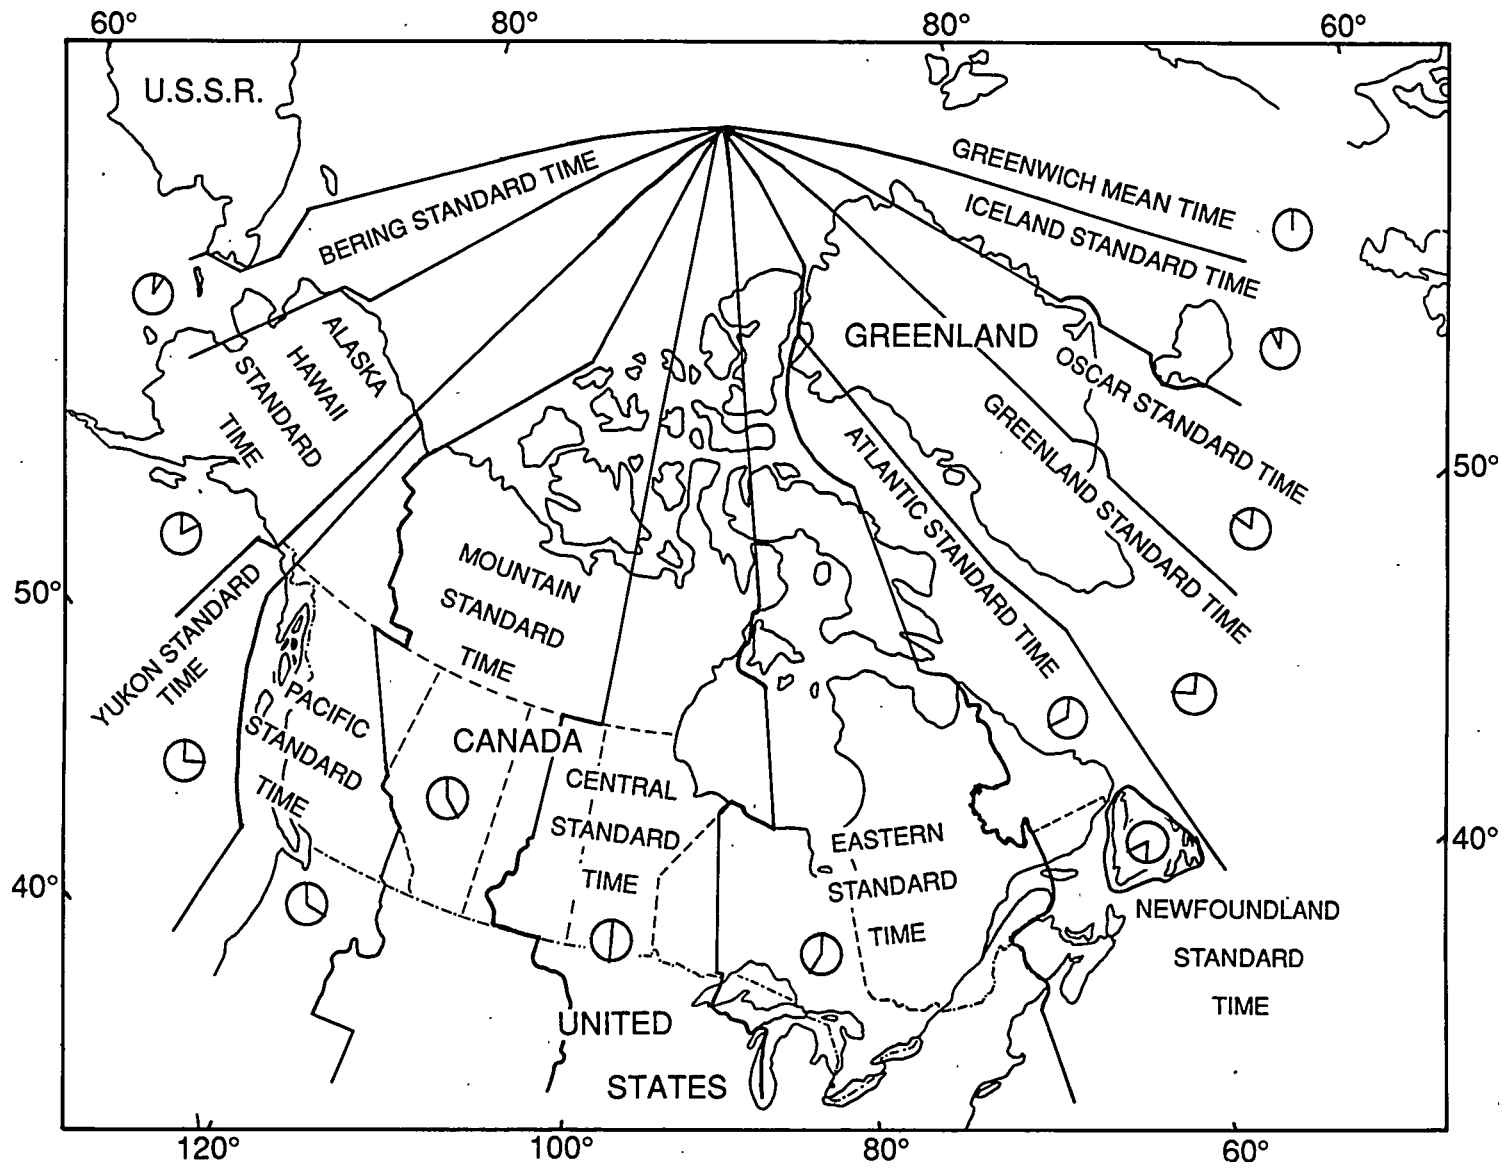 60°
80°
80°
60°
U.S.S.R.
GREENWICH MEAN TIME
BERING STANDARD TIME
ICELAND STANDARD TIME
ALASKA
HAWAII
STANDARD
TIME
GREENLAND
OSCAR STANDARD TIME
GREENLAND STANDARD TIME
ATLANTIC STANDARD TIME
50°
50°
MOUNTAIN
STANDARD
TIME
YUKON STANDARD
TIME
PACIFIC
STANDARD
TIME
CANADA
CENTRAL
STANDARD
TIME
EASTERN
STANDARD
TIME
40°
40°
NEWFOUNDLAND
STANDARD
TIME
UNITED
STATES
120°
100°
80°
60°